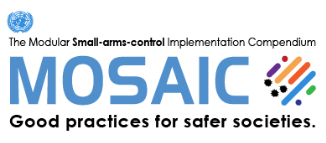 The Modular Small-arms-control Implementation Compendium
MOSAIC
Good practices for safer societies.